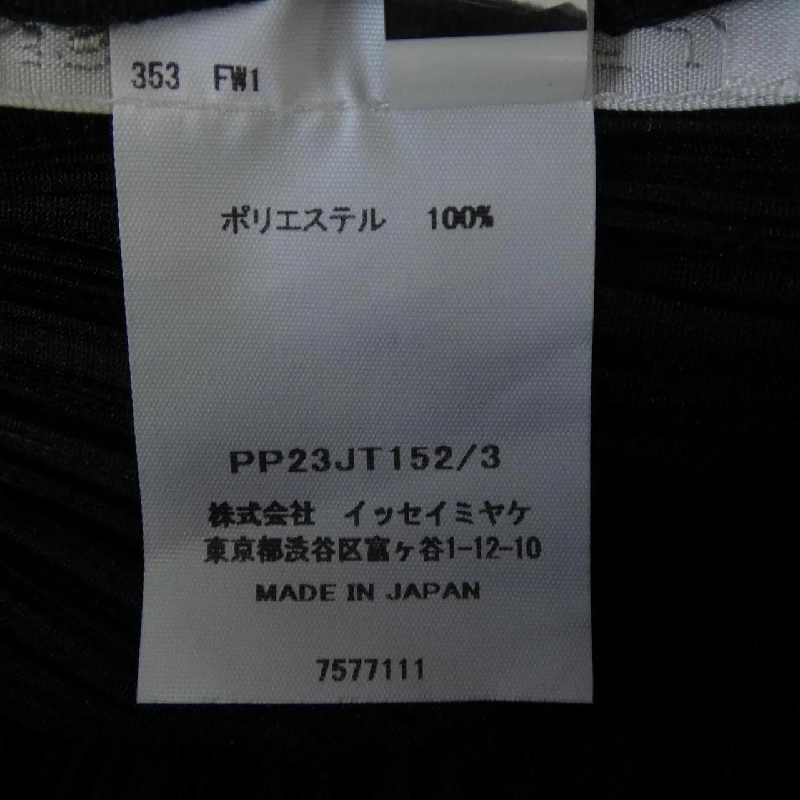 353 FW1
ポリエステル 100%
PP23JT152/3
株式会社 イッセイミヤケ
東京都渋谷区富ヶ谷1-12-10
MADE IN JAPAN
7577111